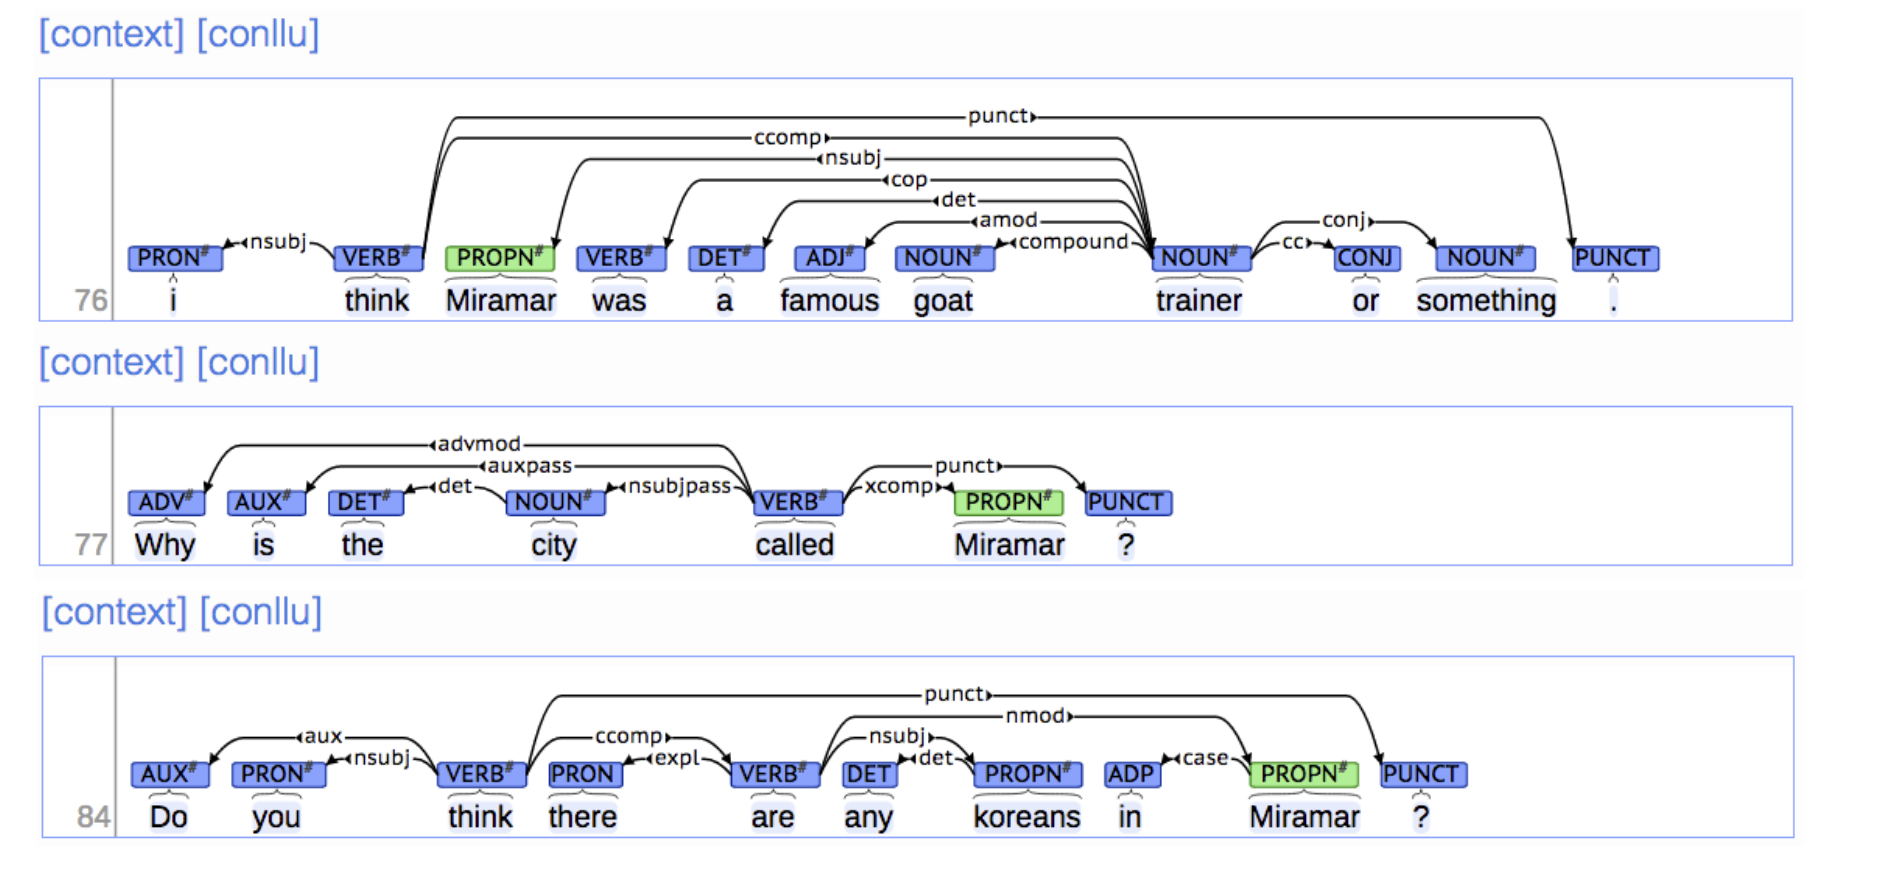 [context] [conllu]
punct
ccomp
nsubj
cop
det
amod
nsubj compound conj cc
PRON# VERB# PROPN# VERB# DET# ADJ# NOUN# NOUN# CONJ NOUN# PUNCT
76 i think Miramar was a famous goat trainer or something .
[context] [conllu]
advmod
auxpass punct
det nsubjpass xcomp
ADV# AUX# DET# NOUN# VERB# PROPN# PUNCT
77 Why is the city called Miramar ?
[context] [conllu]
punct
nmod
aux ccomp nsubj
nsubj expl det case
AUX# PRON# VERB# PRON VERB# DET PROPN# ADP PROPN# PUNCT
84 Do you think there are any koreans in Miramar ?